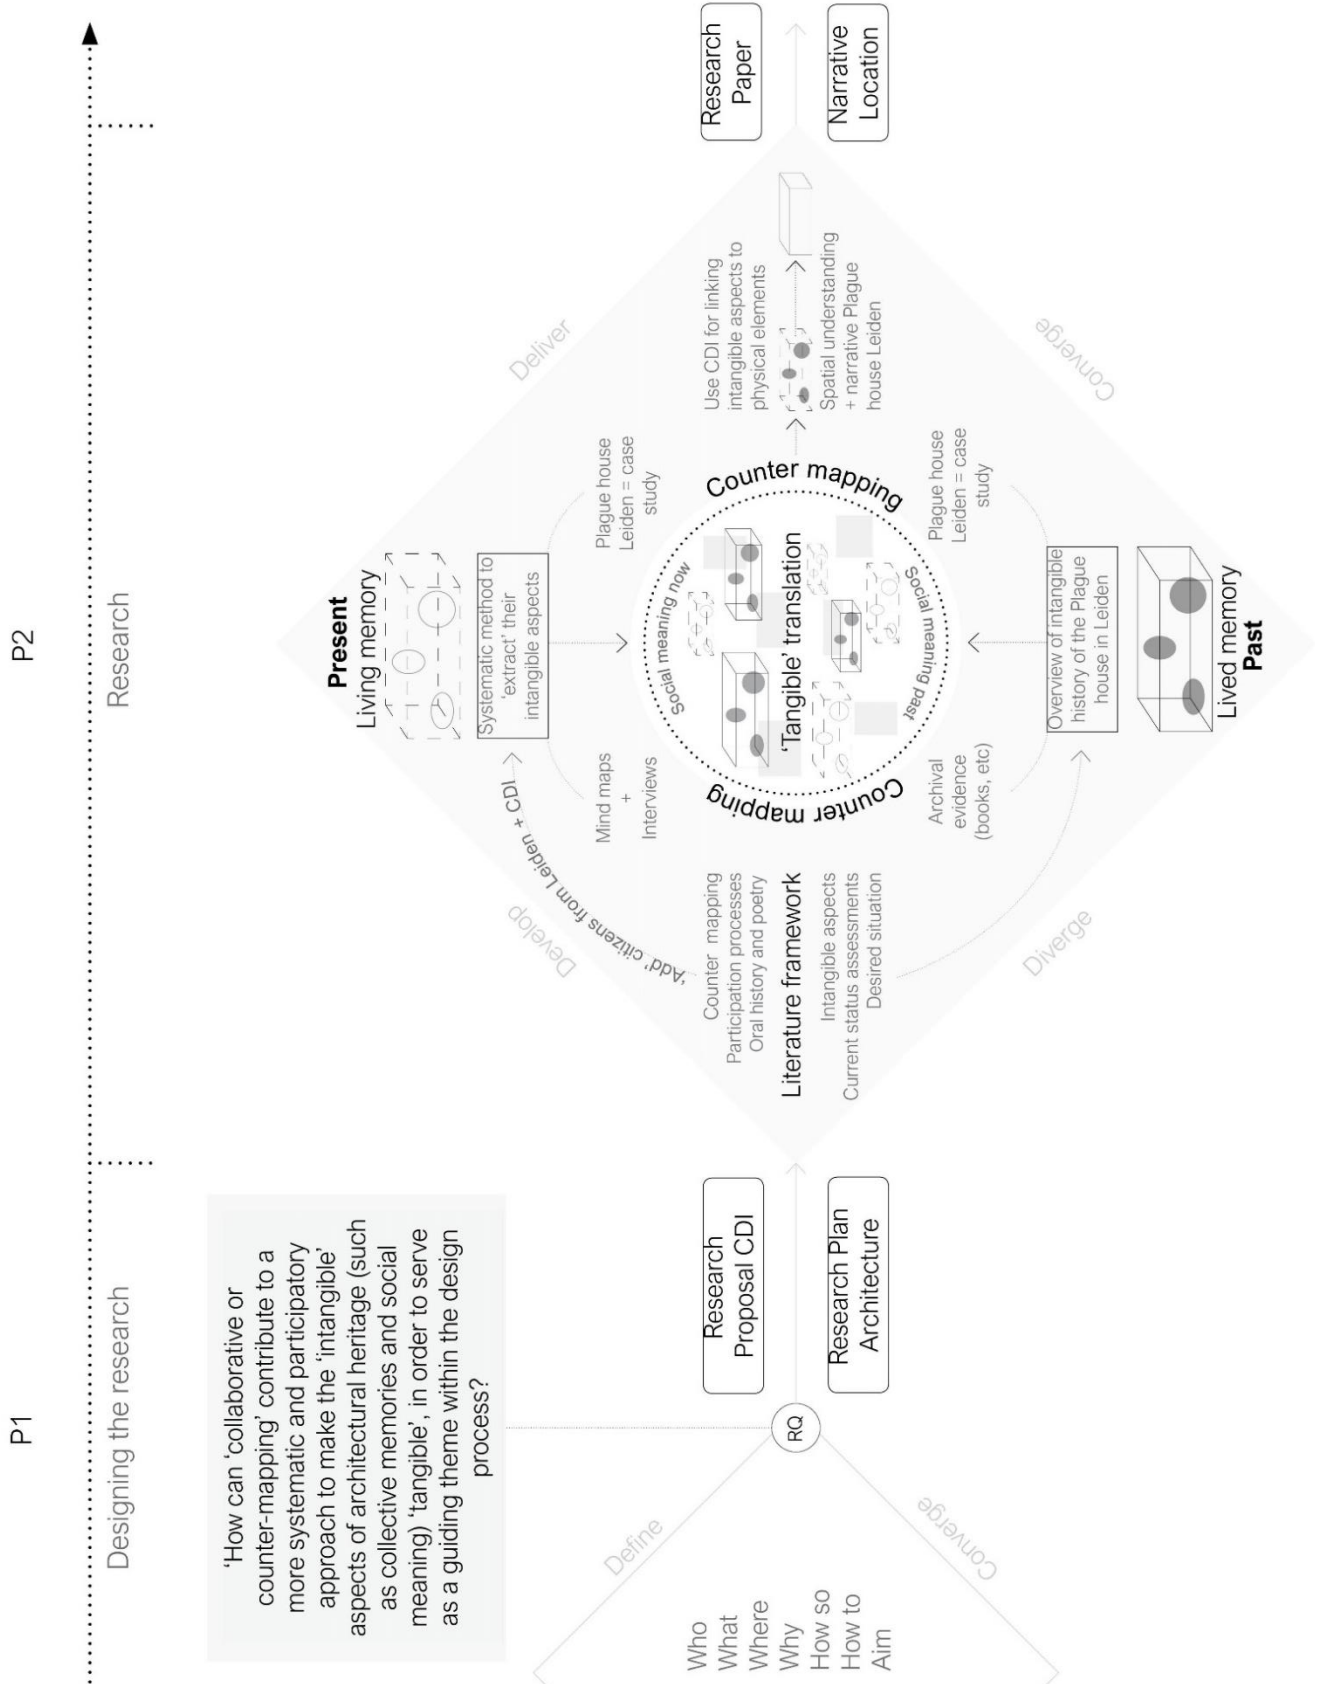 P1
P2
Designing the research
Research
‘How can ‘collaborative or
counter-mapping’ contribute to a
more systematic and participatory
approach to make the ‘intangible’
aspects of architectural heritage (such
as collective memories and social
meaning) ‘tangible’, in order to serve
as a guiding theme within the design
process?
Define
Who
What
Where
Why
How so
How to
Aim
Converge
RQ
Research
Proposal CDI
Research Plan
Architecture
Develop
‘Add’ citizens from Leiden + CDI
Counter mapping
Participation processes
Oral history and poetry
Literature framework
Intangible aspects
Current status assessments
Desired situation
Diverge
Present
Living memory
Systematic method to
‘extract’ their
intangible aspects
Mind maps
+
Interviews
Plague house
Leiden = case
study
Counter mapping
Social meaning now
‘Tangible’ translation
Social meaning past
Counter mapping
Archival
evidence
(books, etc)
Plague house
Leiden = case
study
Overview of intangible
history of the Plague
house in Leiden
Lived memory
Past
Deliver
Use CDI for linking
intangible aspects to
physical elements
Spatial understanding
+ narrative Plague
house Leiden
Converge
Research
Paper
Narrative
Location